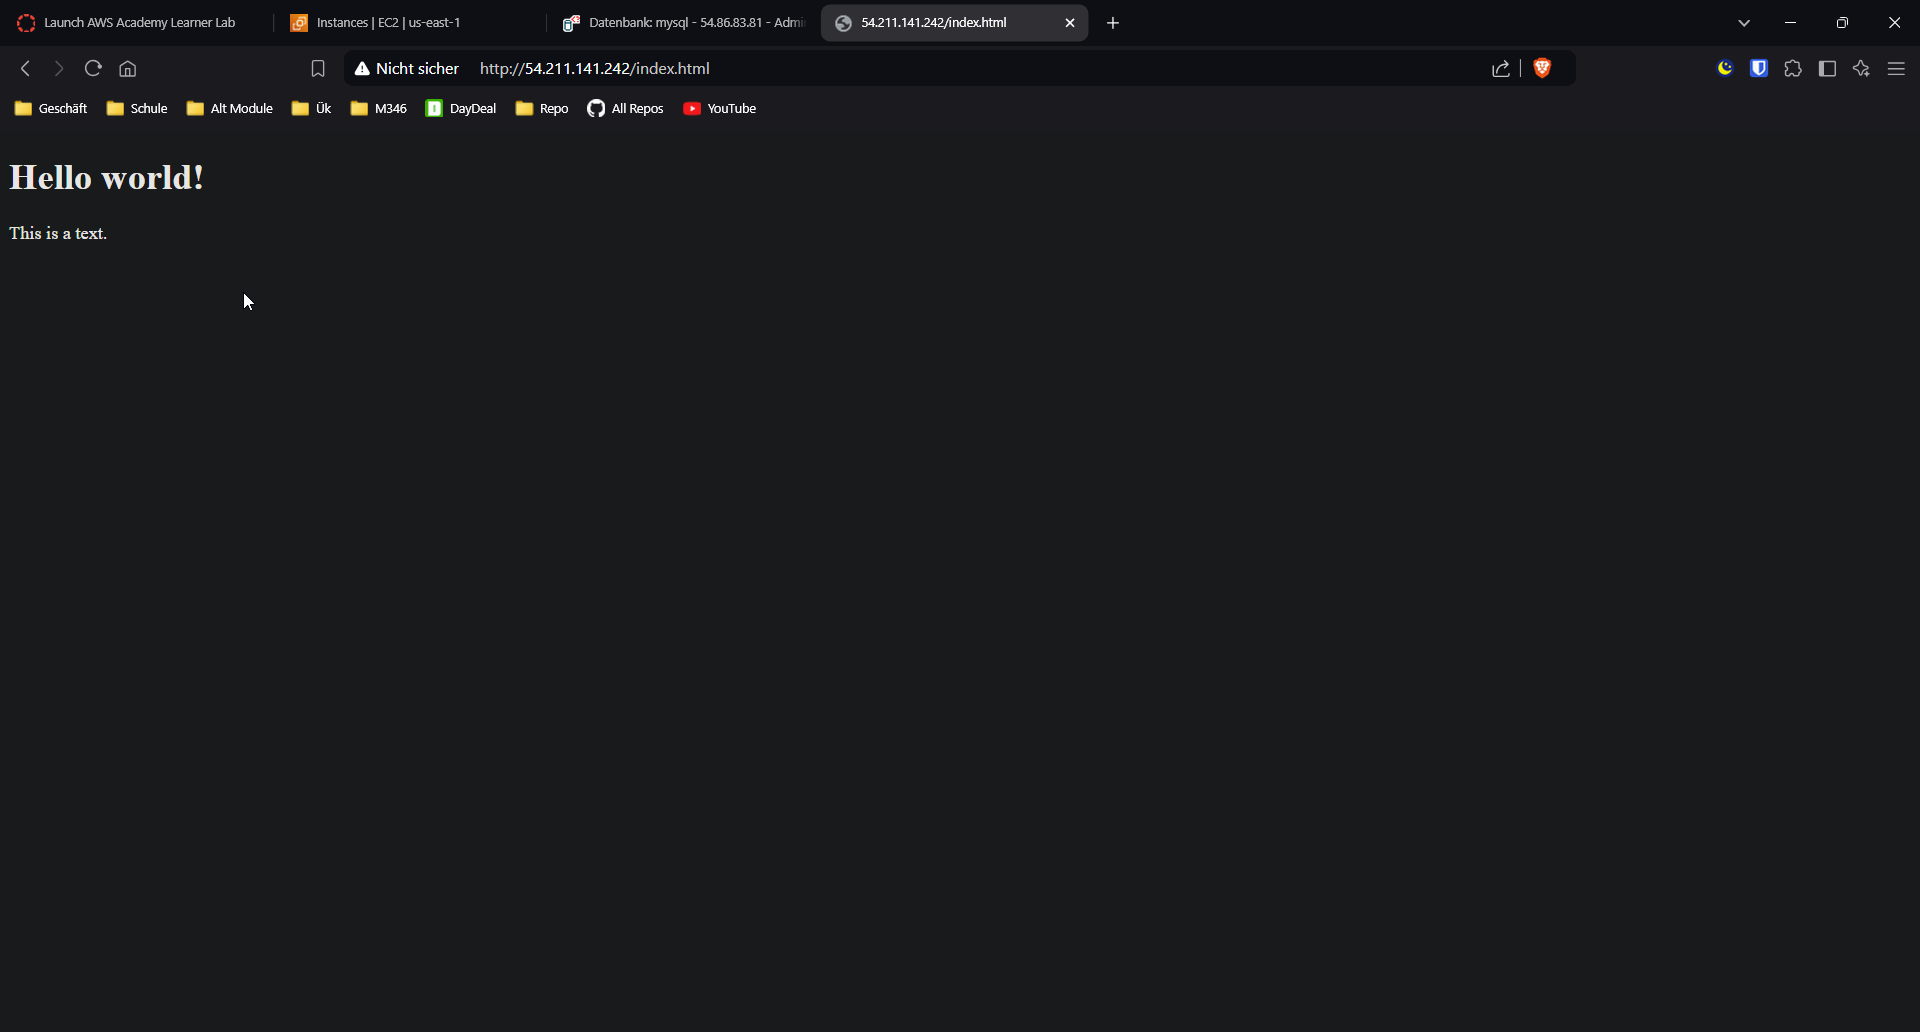 Launch AWS Academy Learner Lab
Instances | EC2 | us-east-1
Datenbank: mysql - 54.86.83.81 - Admi
54.211.141.242/index.html
Nicht sicher http://54.211.141.242/index.html
Geschäft Schule Alt Module Ük M346 DayDeal Repo All Repos YouTube
Hello world!
This is a text.